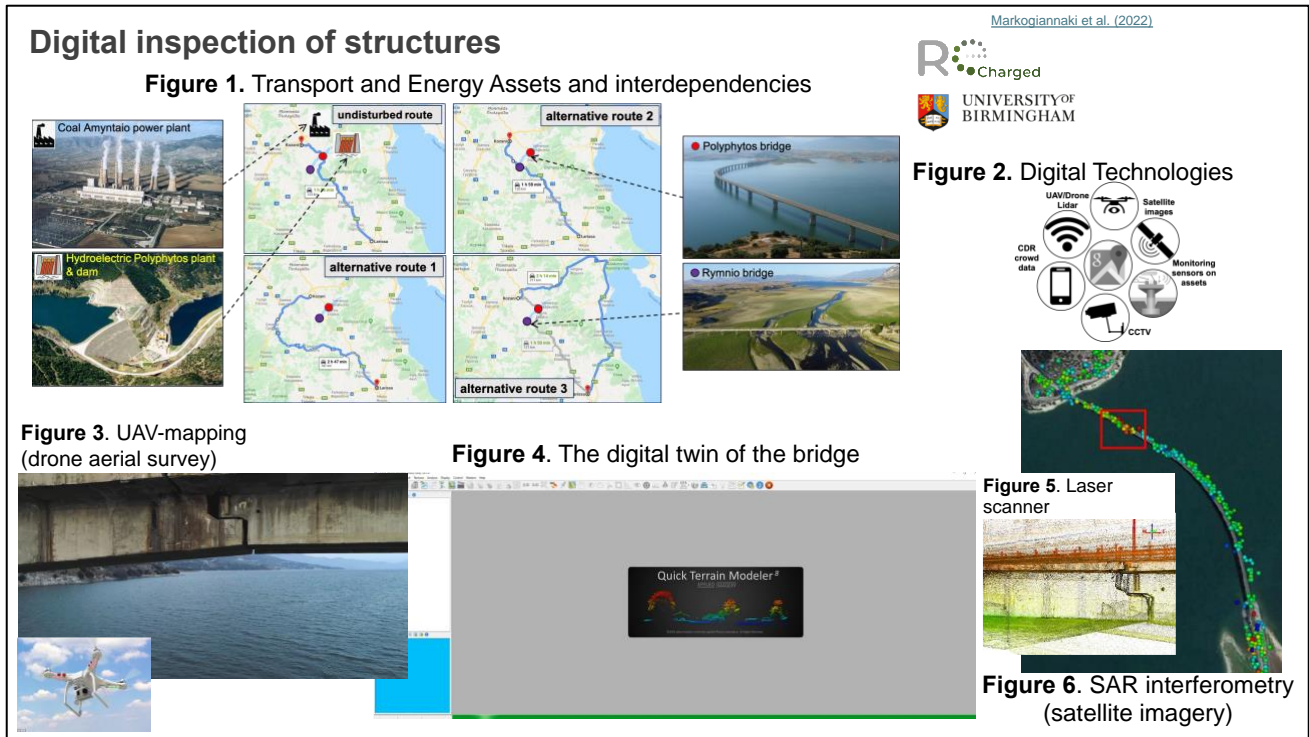 Markogiannaki et al. (2022)
Digital inspection of structures
RECharged
UNIVERSITY OF
BIRMINGHAM
Figure 1. Transport and Energy Assets and interdependencies
Coal Amyntaio power plant
undisturbed route
alternative route 2
Polyphytos bridge
Hydroelectric Polyphytos plant
& dam
alternative route 1
alternative route 3
Rymnio bridge
Larissa
Figure 2. Digital Technologies
UAV/Drone
Lidar
Satellite
images
CDR
crowd
data
Monitoring
sensors on
assets
CCTV
Figure 3. UAV-mapping
(drone aerial survey)
Figure 4. The digital twin of the bridge
Quick Terrain Modeler
Figure 5. Laser
scanner
Figure 6. SAR interferometry
(satellite imagery)